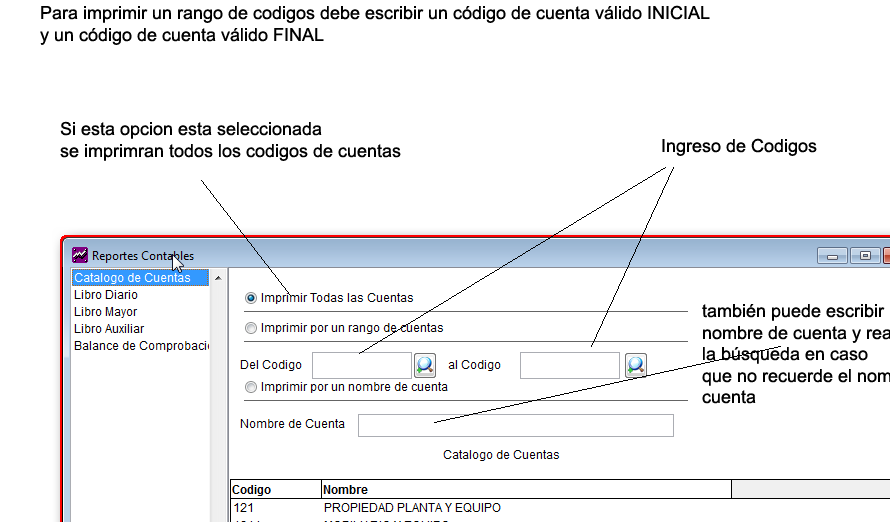 Para imprimir un rango de codigos debe escribir un código de cuenta válido INICIAL
y un código de cuenta válido FINAL
Si esta opcion esta seleccionada
se imprimran todos los codigos de cuentas
Ingreso de Codigos
Reportes Contables
Catalogo de Cuentas
Libro Diario
Libro Mayor
Libro Auxiliar
Balance de Comprobaci
Imprimir Todas las Cuentas
Imprimir por un rango de cuentas
Del Codigo
al Codigo
Imprimir por un nombre de cuenta
Nombre de Cuenta
también puede escribir
nombre de cuenta y rea
la búsqueda en caso
que no recuerde el nom
cuenta
Catalogo de Cuentas
Codigo Nombre
121 PROPIEDAD PLANTA Y EQUIPO